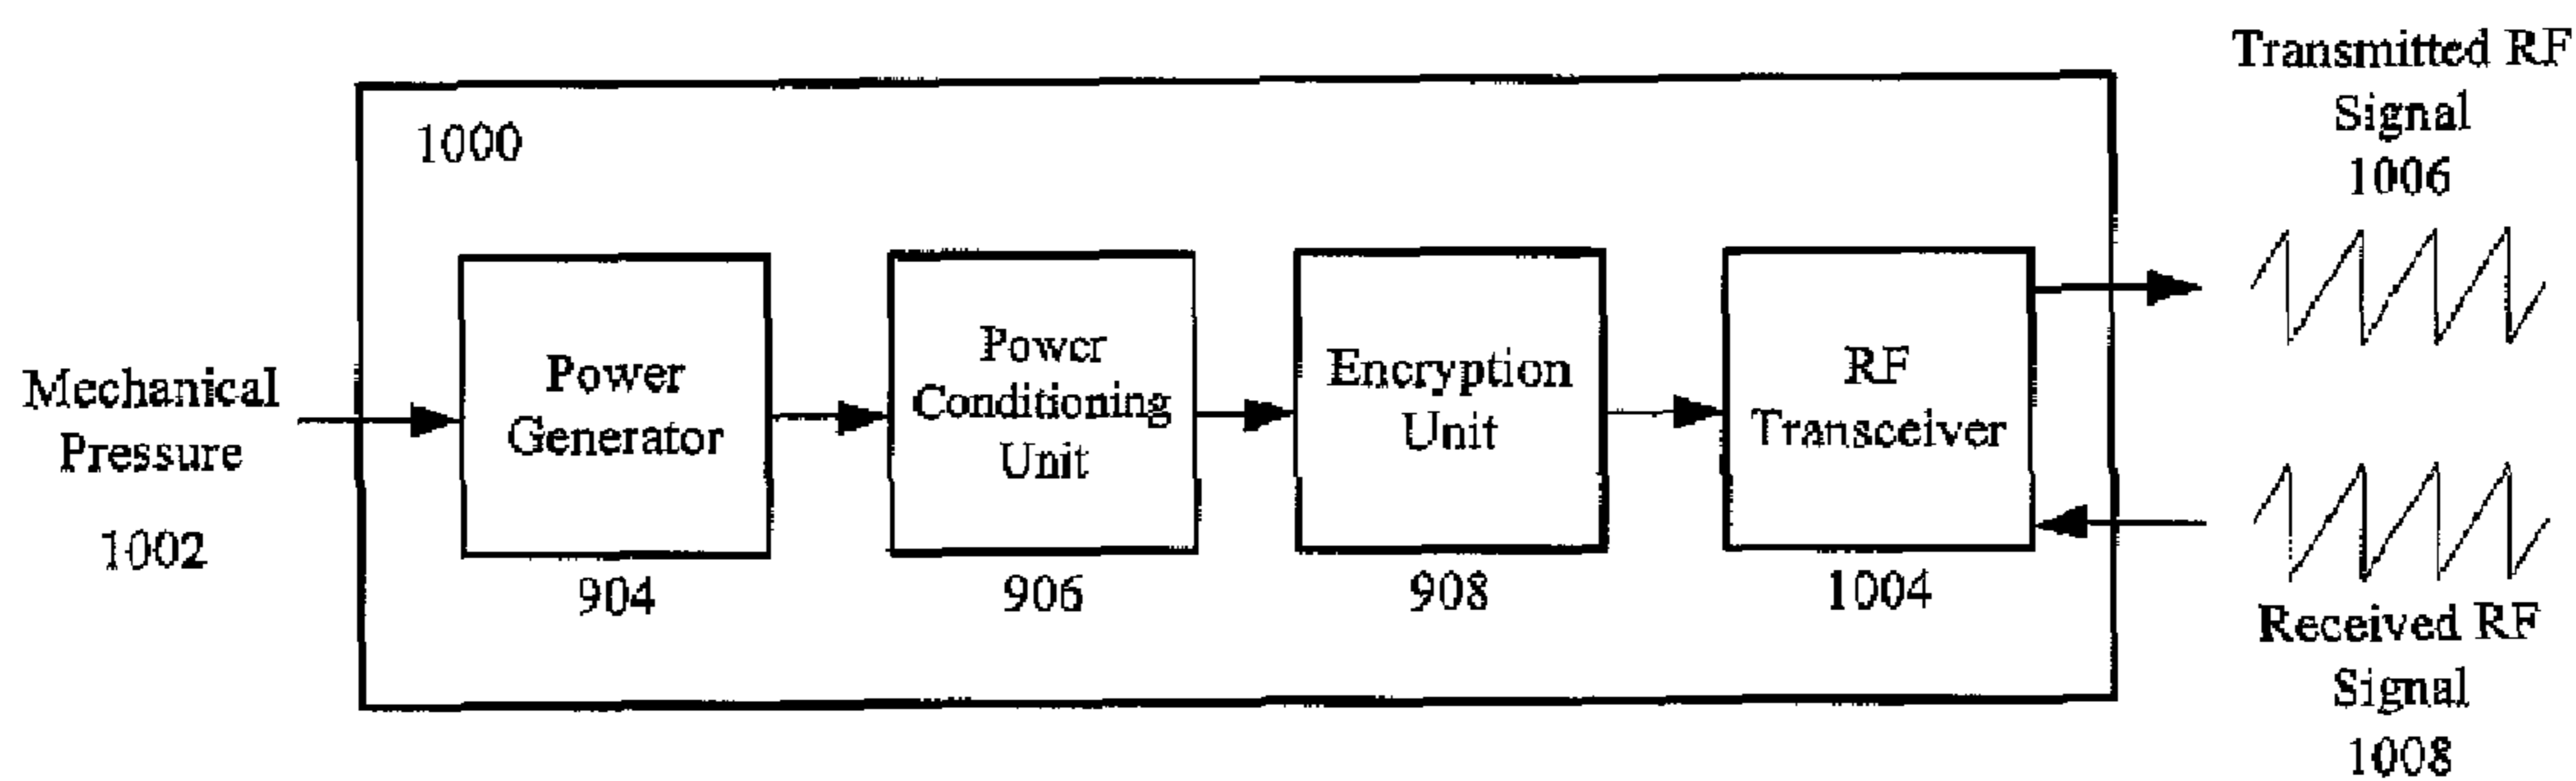 Transmitted RF
Signal
1006
1000
Mechanical
Pressure
1002
Power
Generator
904
Power
Conditioning
Unit
906
Encryption
Unit
908
RF
Transceiver
1004
Received RF
Signal
1008